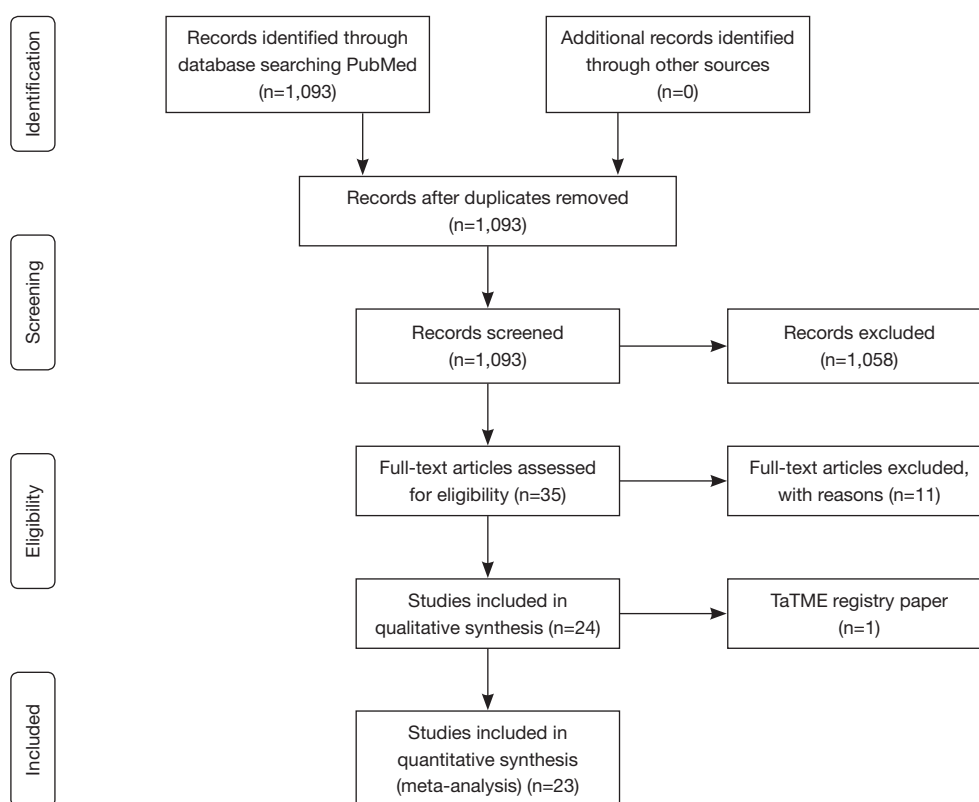 Identification
Records identified through
database searching PubMed
(n=1,093)
Additional records identified
through other sources
(n=0)
Records after duplicates removed
(n=1,093)
Screening
Records screened
(n=1,093)
Records excluded
(n=1,058)
Eligibility
Full-text articles assessed
for eligibility (n=35)
Full-text articles excluded,
with reasons (n=11)
Studies included in
qualitative synthesis (n=24)
TaTME registry paper
(n=1)
Included
Studies included in
quantitative synthesis
(meta-analysis) (n=23)